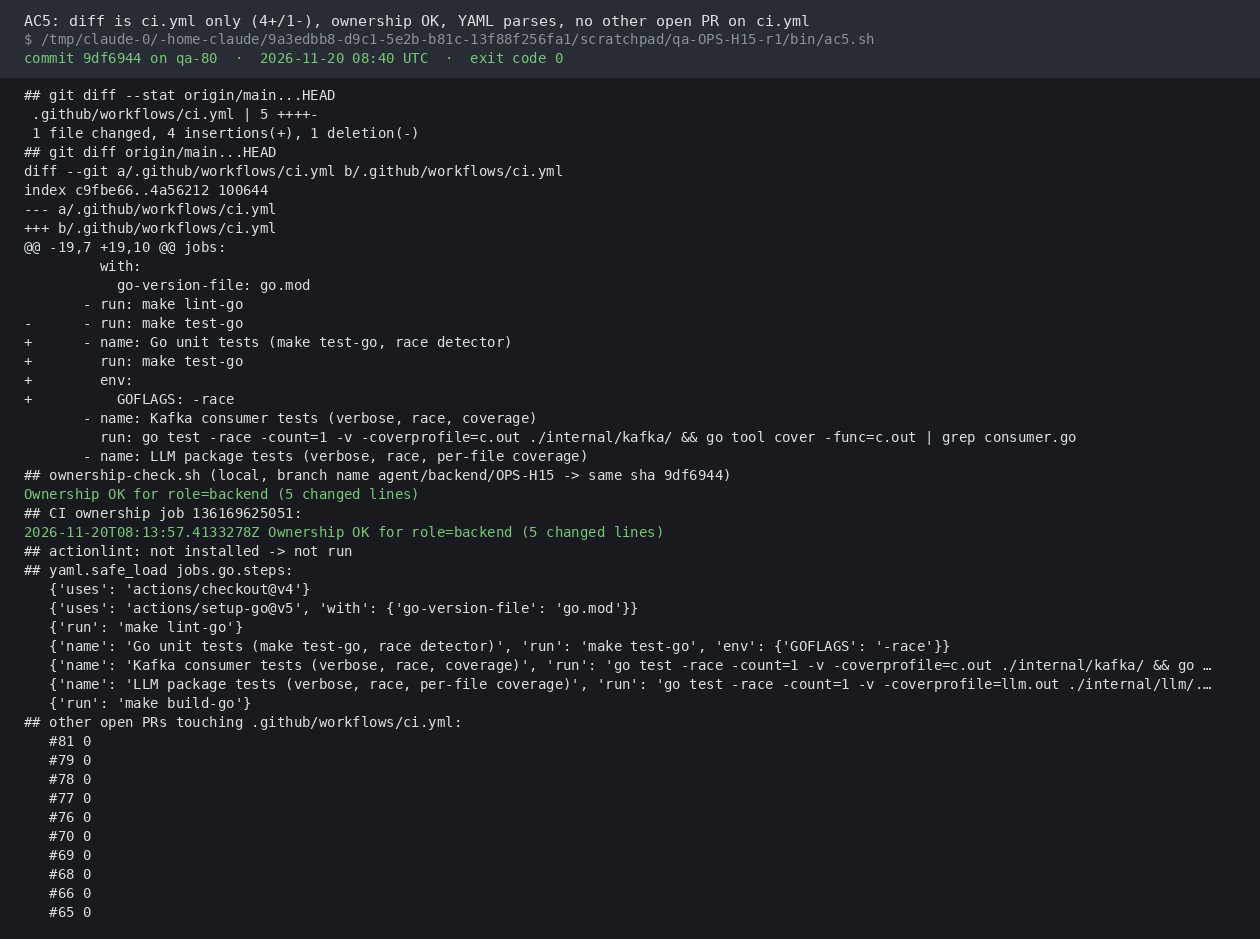 AC5: diff is ci.yml only (4+/1-), ownership OK, YAML parses, no other open PR on ci.yml
$ /tmp/claude-0/-home-claude/9a3edbb8-d9c1-5e2b-b81c-13f88f256fa1/scratchpad/qa-OPS-H15-r1/bin/ac5.sh
commit 9df6944 on qa-80  ·  2026-11-20 08:40 UTC  ·  exit code 0
## git diff --stat origin/main...HEAD
 .github/workflows/ci.yml | 5 ++++-
 1 file changed, 4 insertions(+), 1 deletion(-)
## git diff origin/main...HEAD
diff --git a/.github/workflows/ci.yml b/.github/workflows/ci.yml
index c9fbe66..4a56212 100644
--- a/.github/workflows/ci.yml
+++ b/.github/workflows/ci.yml
@@ -19,7 +19,10 @@ jobs:
         with:
           go-version-file: go.mod
       - run: make lint-go
-      - run: make test-go
+      - name: Go unit tests (make test-go, race detector)
+        run: make test-go
+        env:
+          GOFLAGS: -race
       - name: Kafka consumer tests (verbose, race, coverage)
         run: go test -race -count=1 -v -coverprofile=c.out ./internal/kafka/ && go tool cover -func=c.out | grep consumer.go
       - name: LLM package tests (verbose, race, per-file coverage)
## ownership-check.sh (local, branch name agent/backend/OPS-H15 -> same sha 9df6944)
Ownership OK for role=backend (5 changed lines)
## CI ownership job 136169625051:
2026-11-20T08:13:57.4133278Z Ownership OK for role=backend (5 changed lines)
## actionlint: not installed -> not run
## yaml.safe_load jobs.go.steps:
   {'uses': 'actions/checkout@v4'}
   {'uses': 'actions/setup-go@v5', 'with': {'go-version-file': 'go.mod'}}
   {'run': 'make lint-go'}
   {'name': 'Go unit tests (make test-go, race detector)', 'run': 'make test-go', 'env': {'GOFLAGS': '-race'}}
   {'name': 'Kafka consumer tests (verbose, race, coverage)', 'run': 'go test -race -count=1 -v -coverprofile=c.out ./internal/kafka/ && go …
   {'name': 'LLM package tests (verbose, race, per-file coverage)', 'run': 'go test -race -count=1 -v -coverprofile=llm.out ./internal/llm/.…
   {'run': 'make build-go'}
## other open PRs touching .github/workflows/ci.yml:
   #81 0
   #79 0
   #78 0
   #77 0
   #76 0
   #70 0
   #69 0
   #68 0
   #66 0
   #65 0